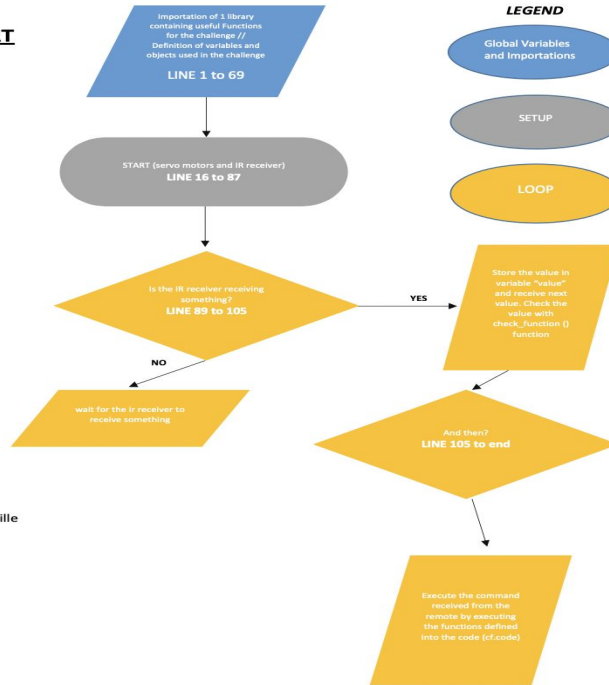 LEGEND
Importation of 1 library
containing useful Functions
for the challenge //
Definition of variables and
objects used in the challenge
LINE 1 to 69
Global Variables
and Importations
SETUP
START (servo motors and IR receiver)
LINE 16 to 87
LOOP
Is the IR receiver receiving
something?
LINE 89 to 105
YES
Store the value in
variable "value"
and receive next
value. Check the
value with
check_function ()
function
NO
wait for the ir receiver to
receive something
And then?
LINE 105 to end
Execute the command
received from the
remote by executing
the functions defined
into the code (cf.code)